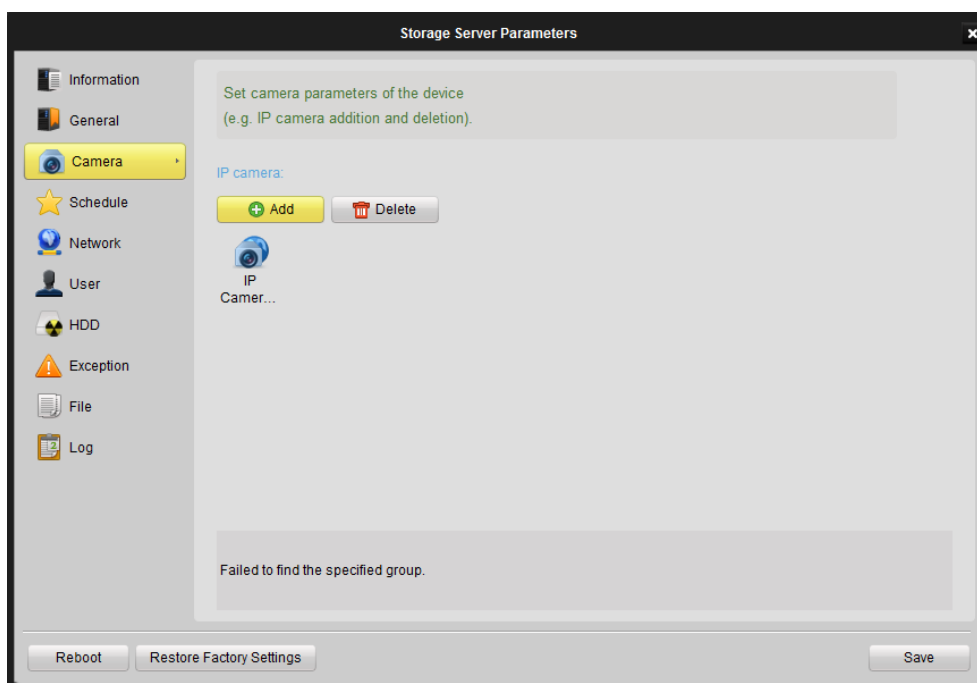 Storage Server Parameters
Information
General
Camera
Schedule
Network
User
HDD
Exception
File
Log
Set camera parameters of the device
(e.g. IP camera addition and deletion).
IP camera:
Add
Delete
IP
Camer...
Failed to find the specified group.
Reboot
Restore Factory Settings
Save